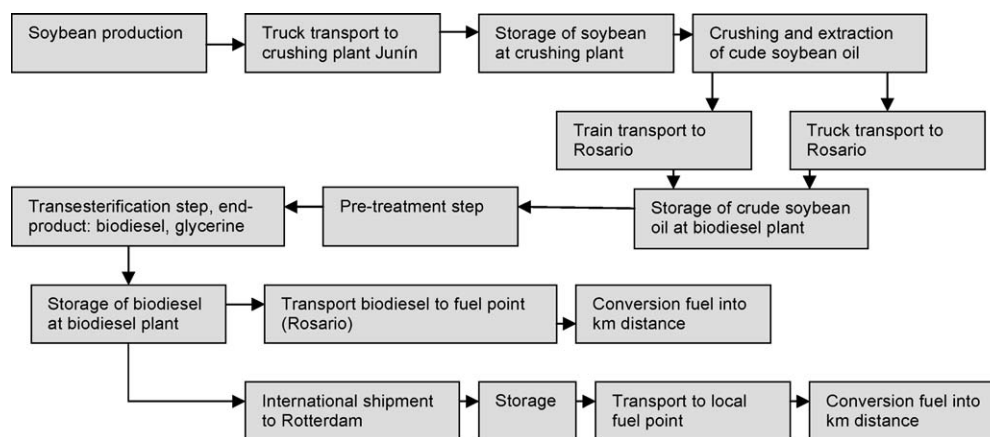 Soybean production
Truck transport to
crushing plant Junín
Storage of soybean
at crushing plant
Crushing and extraction
of cude soybean oil
Train transport to
Rosario
Truck transport to
Rosario
Transesterification step, end-
product: biodiesel, glycerine
Pre-treatment step
Storage of crude soybean
oil at biodiesel plant
Storage of biodiesel
at biodiesel plant
Transport biodiesel to fuel point
(Rosario)
Conversion fuel into
km distance
International shipment
to Rotterdam
Storage
Transport to local
fuel point
Conversion fuel into
km distance